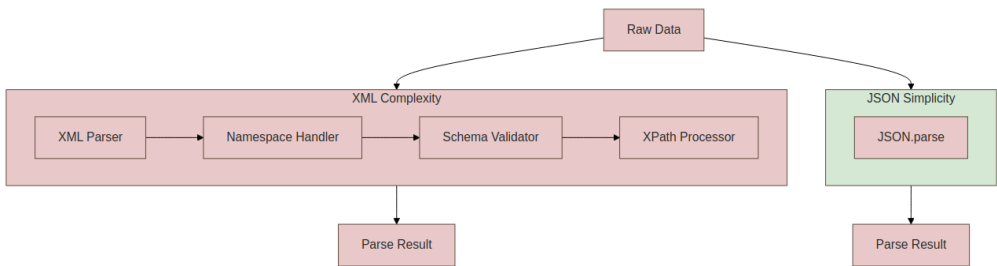 Raw Data
XML Complexity
JSON Simplicity
XML Parser
Namespace Handler
Schema Validator
XPath Processor
JSON.parse
Parse Result
Parse Result